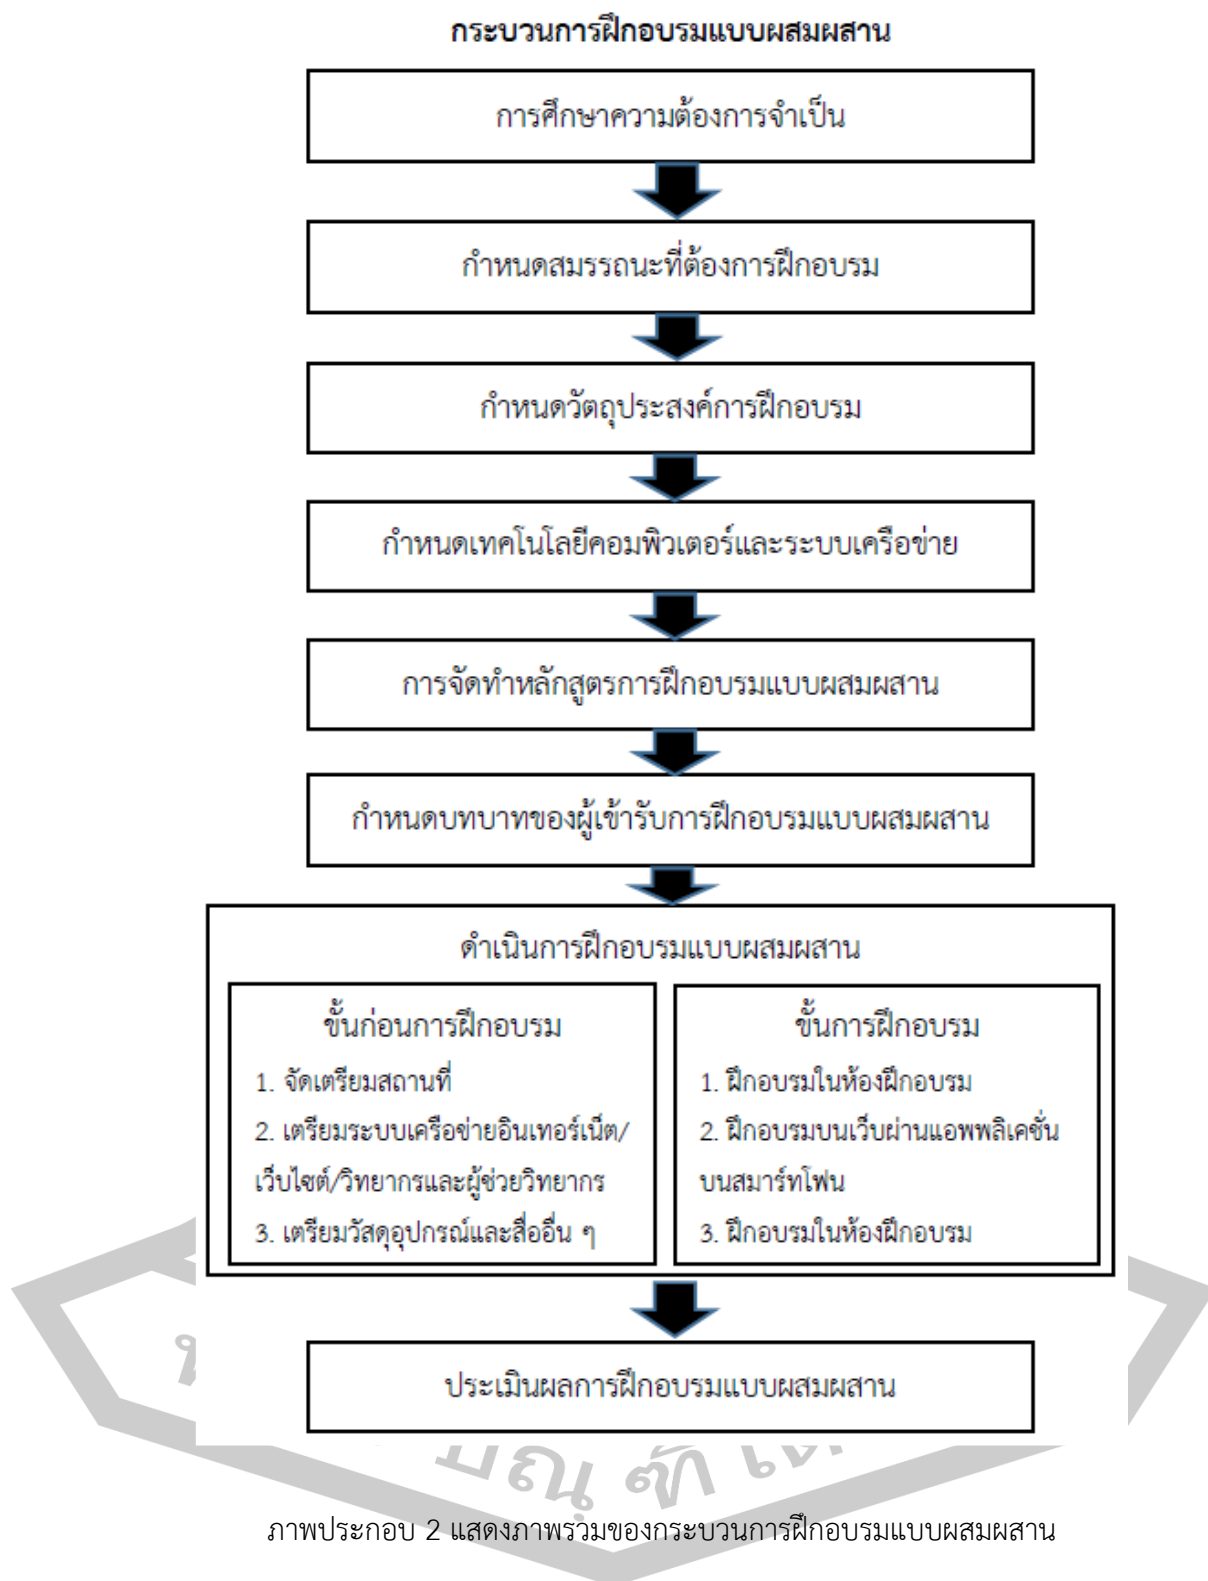 กระบวนการฝึกอบรมแบบผสมผสาน
การศึกษาความต้องการจำเป็น
กำหนดสมรรถนะที่ต้องการฝึกอบรม
กำหนดวัตถุประสงค์การฝึกอบรม
กำหนดเทคโนโลยีคอมพิวเตอร์และระบบเครือข่าย
การจัดทำหลักสูตรการฝึกอบรมแบบผสมผสาน
กำหนดบทบาทของผู้เข้ารับการฝึกอบรมแบบผสมผสาน
ดำเนินการฝึกอบรมแบบผสมผสาน
ขั้นก่อนการฝึกอบรม
1. จัดเตรียมสถานที่
2. เตรียมระบบเครือข่ายอินเทอร์เน็ต/
เว็บไซต์/วิทยากรและผู้ช่วยวิทยากร
3. เตรียมวัสดุอุปกรณ์และสื่ออื่น ๆ
ขั้นการฝึกอบรม
1. ฝึกอบรมในห้องฝึกอบรม
2. ฝึกอบรมบนเว็บผ่านแอพพลิเคชั่น
บนสมาร์ทโฟน
3. ฝึกอบรมในห้องฝึกอบรม
ประเมินผลการฝึกอบรมแบบผสมผสาน
ภาพประกอบ 2 แสดงภาพรวมของกระบวนการฝึกอบรมแบบผสมผสาน